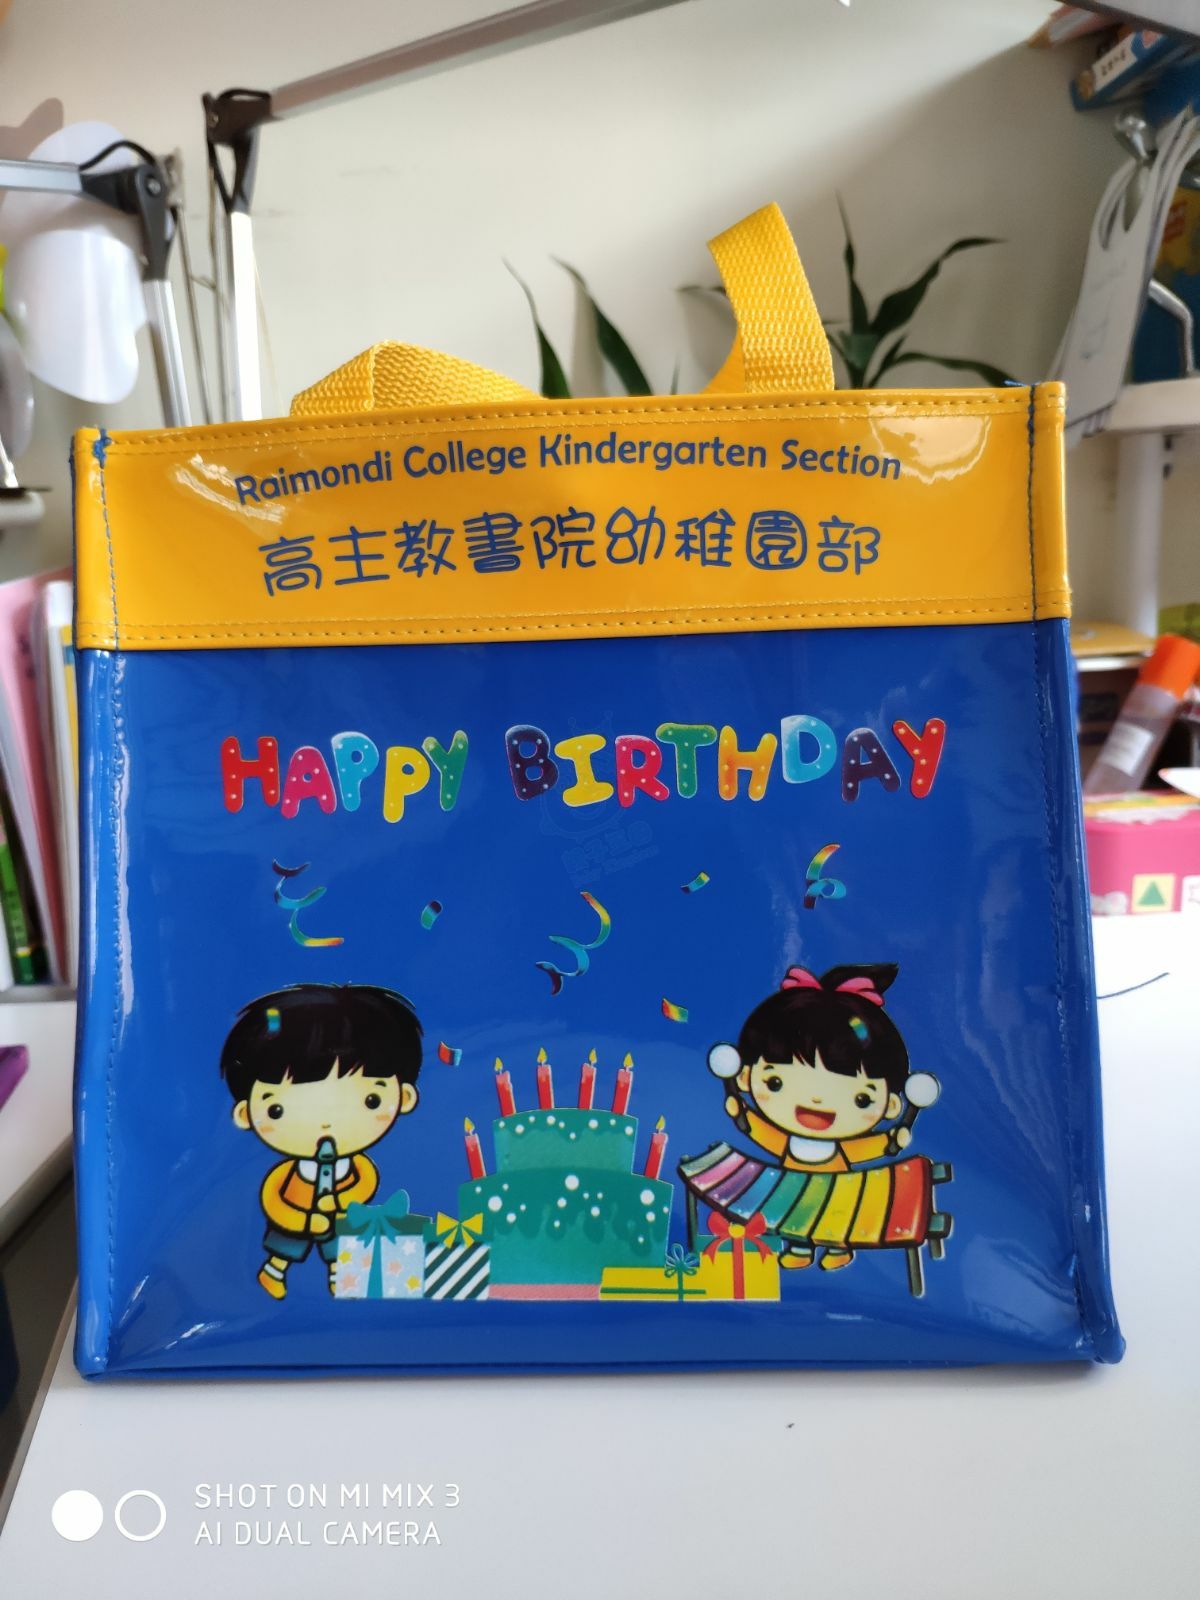 Raimondi College Kindergarten Section
高主教書院幼稚園部
HAPPY BIRTHDAY
SHOT ON MI MIX 3
AI DUAL CAMERA